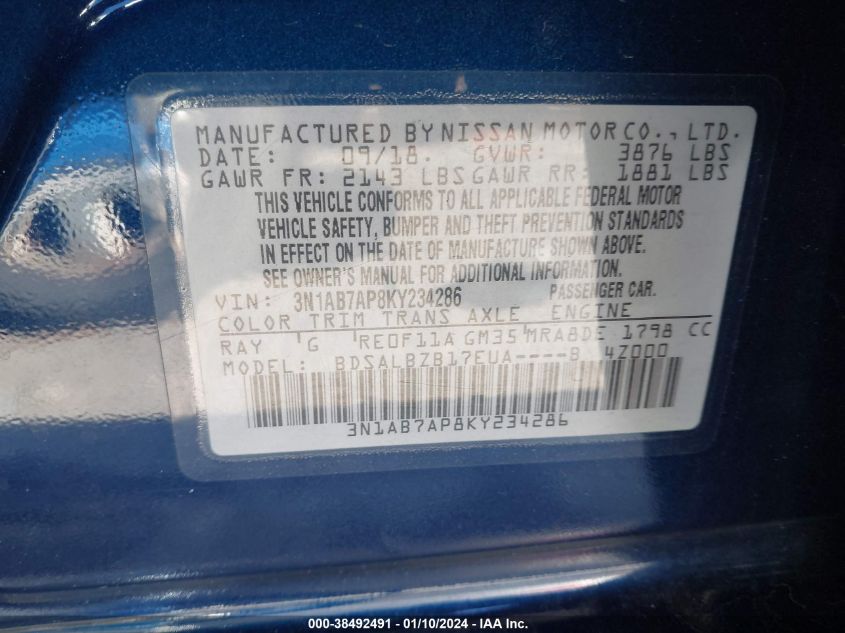 MANUFACTURED BY NISSAN MOTOR CO., LTD.
DATE: 09/18. GVWR: 3876 LBS
GAWR FR: 2143 LBS GAWR RR: 1881 LBS
THIS VEHICLE CONFORMS TO ALL APPLICABLE FEDERAL MOTOR
VEHICLE SAFETY, BUMPER AND THEFT PREVENTION STANDARDS
IN EFFECT ON THE DATE OF MANUFACTURE SHOWN ABOVE.
SEE OWNER'S MANUAL FOR ADDITIONAL INFORMATION.
VIN: 3N1AB7AP8KY234286 PASSENGER CAR.
COLOR TRIM TRANS AXLE ENGINE
RAY G RE0F11A GM35 MRA8DE 1798 CC
MODEL: BDSALBZB17EUA----B 4Z000
3N1AB7AP8KY234286
000-38492491 - 01/10/2024 - IAA Inc.